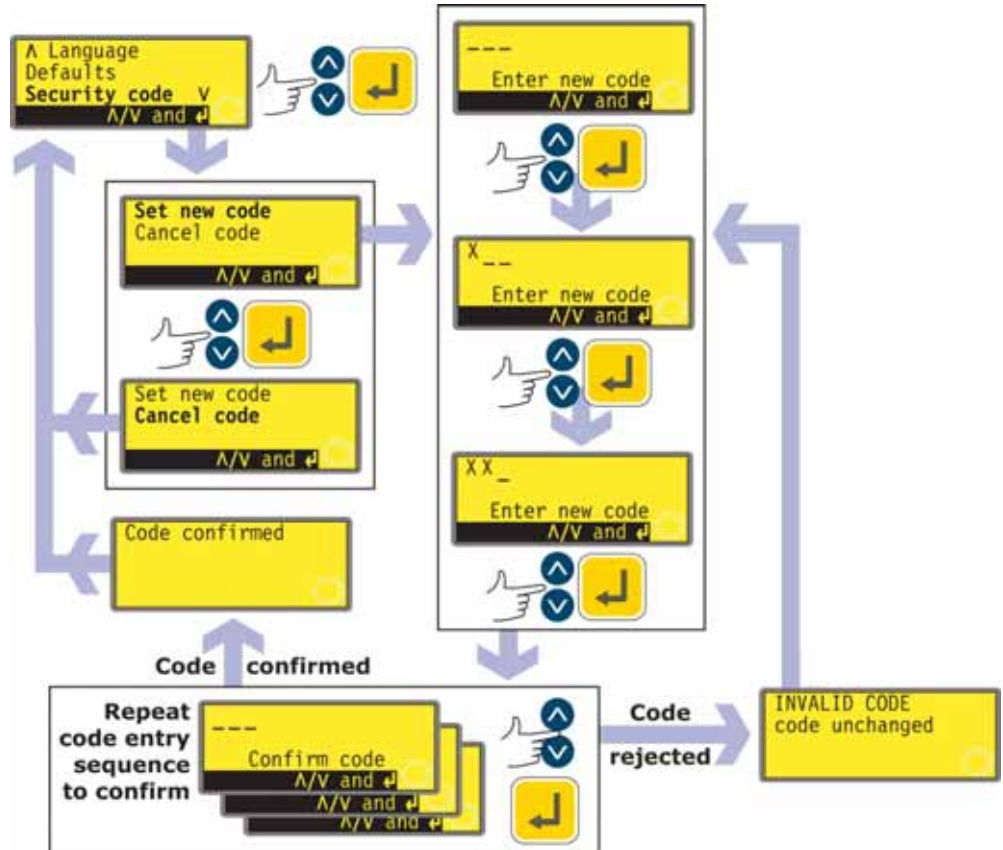 Λ Language
Defaults
Security code V
Λ/V and ↲
Set new code
Cancel code
Λ/V and ↲
Set new code
Cancel code
Λ/V and ↲
Code confirmed
___
Enter new code
Λ/V and ↲
X__
Enter new code
Λ/V and ↲
XX_
Enter new code
Λ/V and ↲
Code confirmed
Repeat
code entry
sequence
to confirm
___
Confirm code
Λ/V and ↲
Λ/V and ↲
Λ/V and ↲
Code
rejected
INVALID CODE
code unchanged